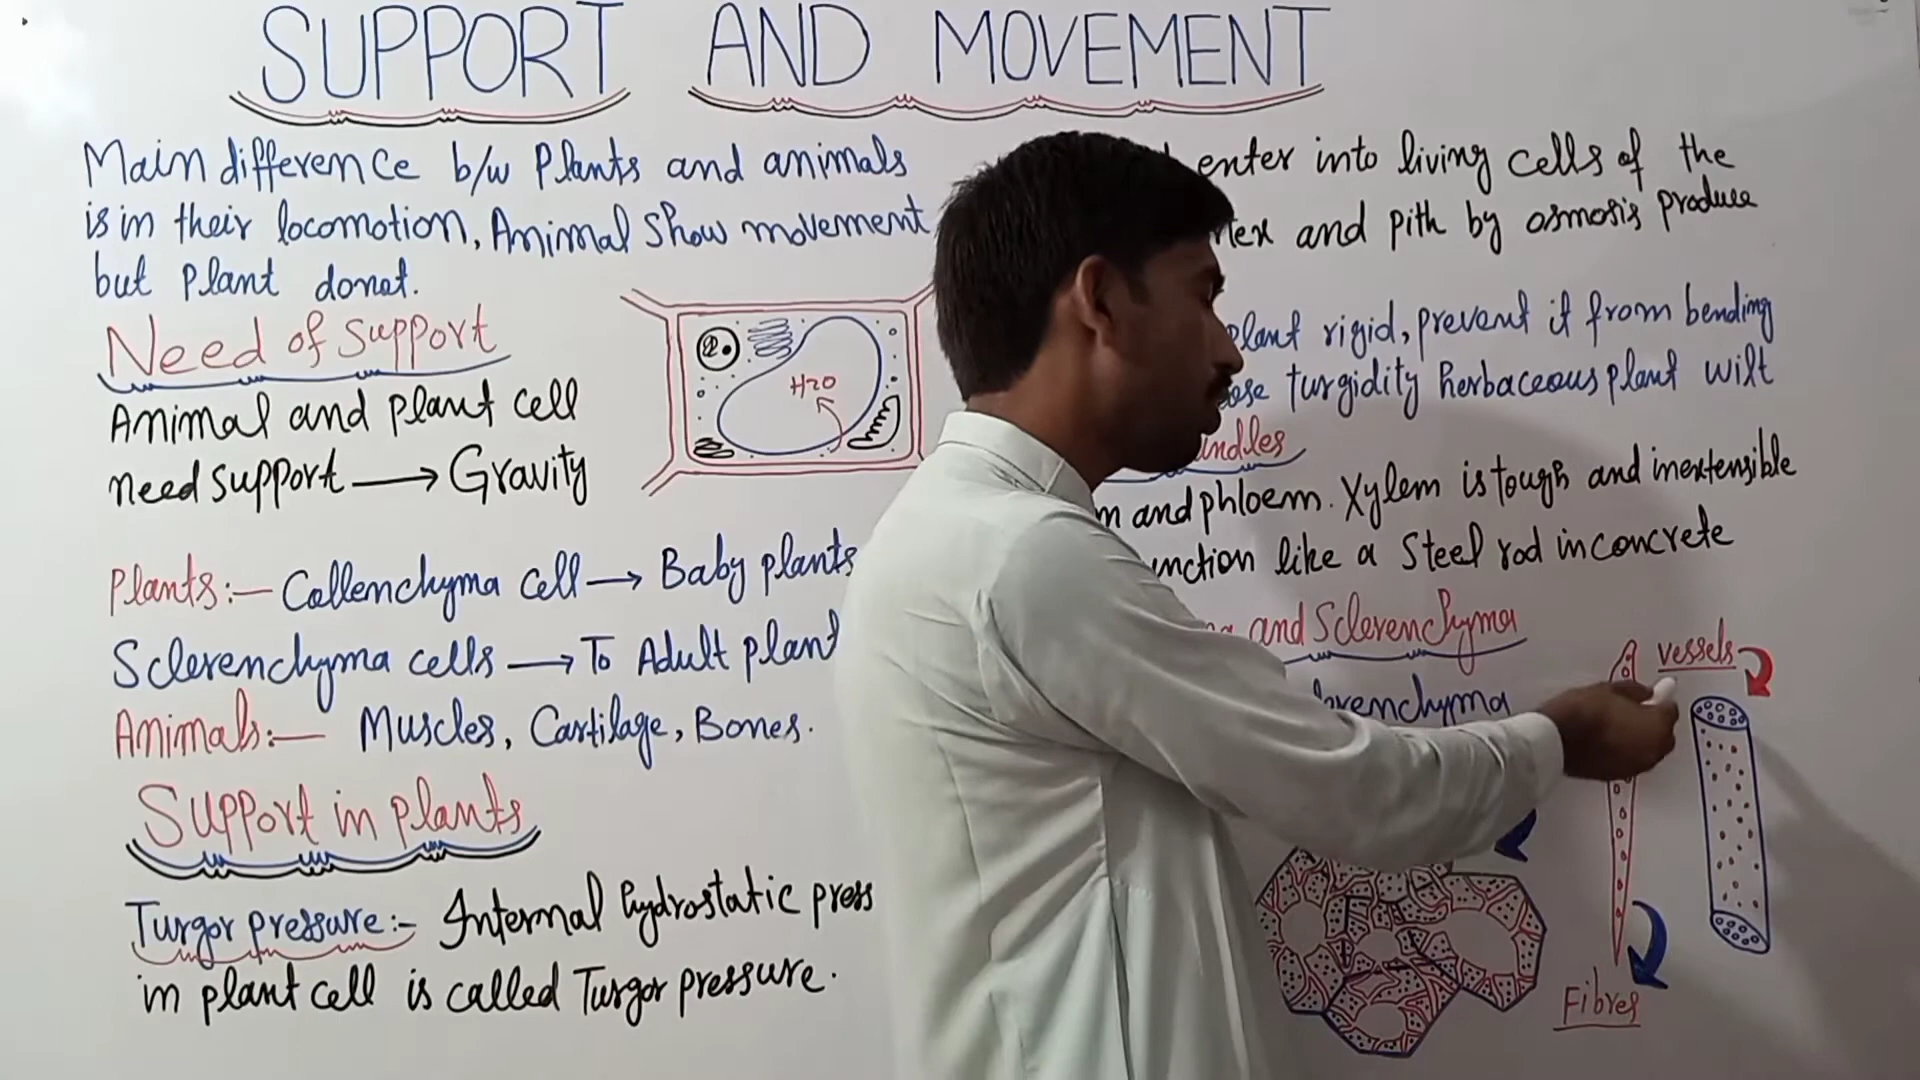 SUPPORT AND MOVEMENT
Main difference b/w Plants and animals
is in their locomotion, Animal show movement
but Plant donot.
Need of support
Animal and plant cell
need support → Gravity
H2O
Plants:- Collenchyma cell → Baby plants
Sclerenchyma cells → To Adult plant
Animals:- Muscles, Cartilage, Bones.
Support in plants
Turgor pressure:- Internal hydrostatic press
in plant cell is called Turgor pressure.
enter into living cells of the
and pith by osmosis produce
plant rigid, prevent it from bending
turgidity herbaceous plant wilt
and phloem. Xylem is tough and inextensible
like a Steel rod in concrete
and Sclerenchyma
vessels
Fibres